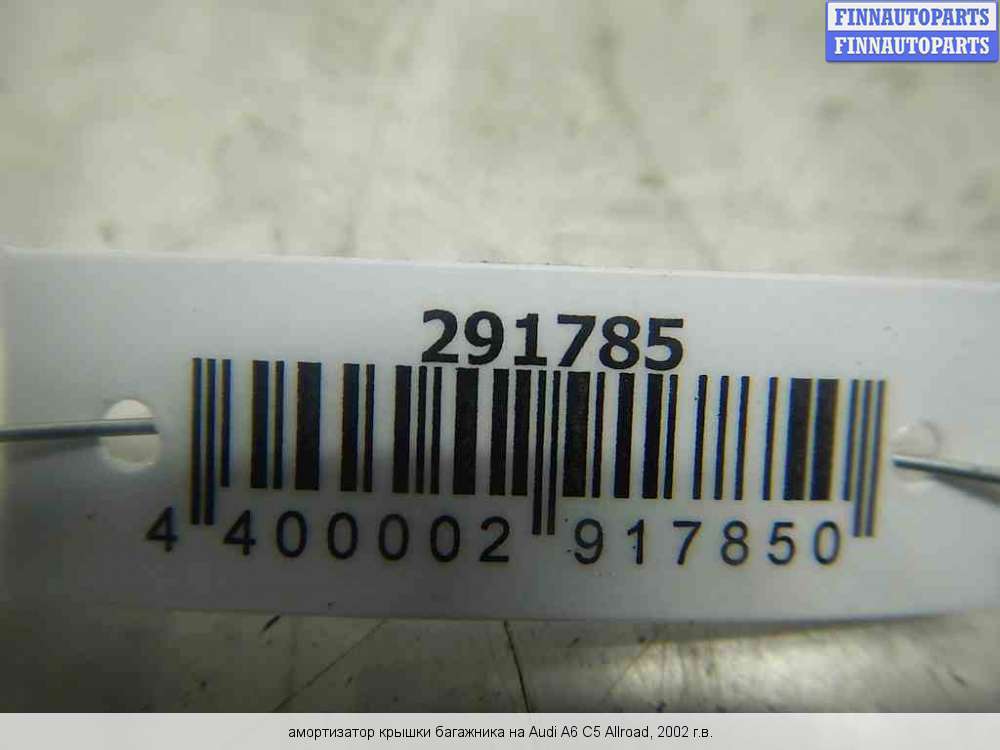 FINNAUTOPARTS
FINNAUTOPARTS
291785
4 400002 917850
амортизатор крышки багажника на Audi A6 C5 Allroad, 2002 г.в.